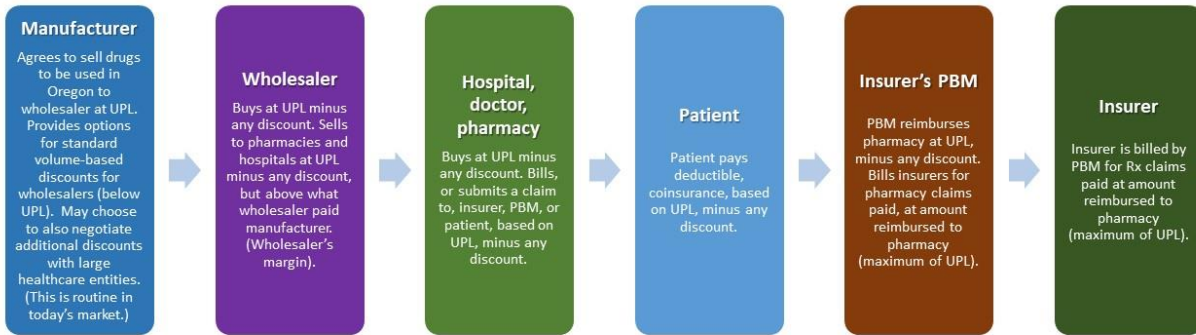 Manufacturer
Agrees to sell drugs
to be used in
Oregon to
wholesaler at UPL.
Provides options
for standard
volume-based
discounts for
wholesalers (below
UPL).  May choose
to also negotiate
additional discounts
with large
healthcare entities.
(This is routine in
today's market.)
Wholesaler
Buys at UPL minus
any discount. Sells
to pharmacies and
hospitals at UPL
minus any discount,
but above what
wholesaler paid
manufacturer.
(Wholesaler's
margin).
Hospital,
doctor,
pharmacy
Buys at UPL minus
any discount. Bills,
or submits a claim
to, insurer, PBM, or
patient, based on
UPL, minus any
discount.
Patient
Patient pays
deductible,
coinsurance, based
on UPL, minus any
discount.
Insurer's PBM
PBM reimburses
pharmacy at UPL,
minus any discount.
Bills insurers for
pharmacy claims
paid, at amount
reimbursed to
pharmacy
(maximum of UPL).
Insurer
Insurer is billed by
PBM for Rx claims
paid at amount
reimbursed to
pharmacy
(maximum of UPL).